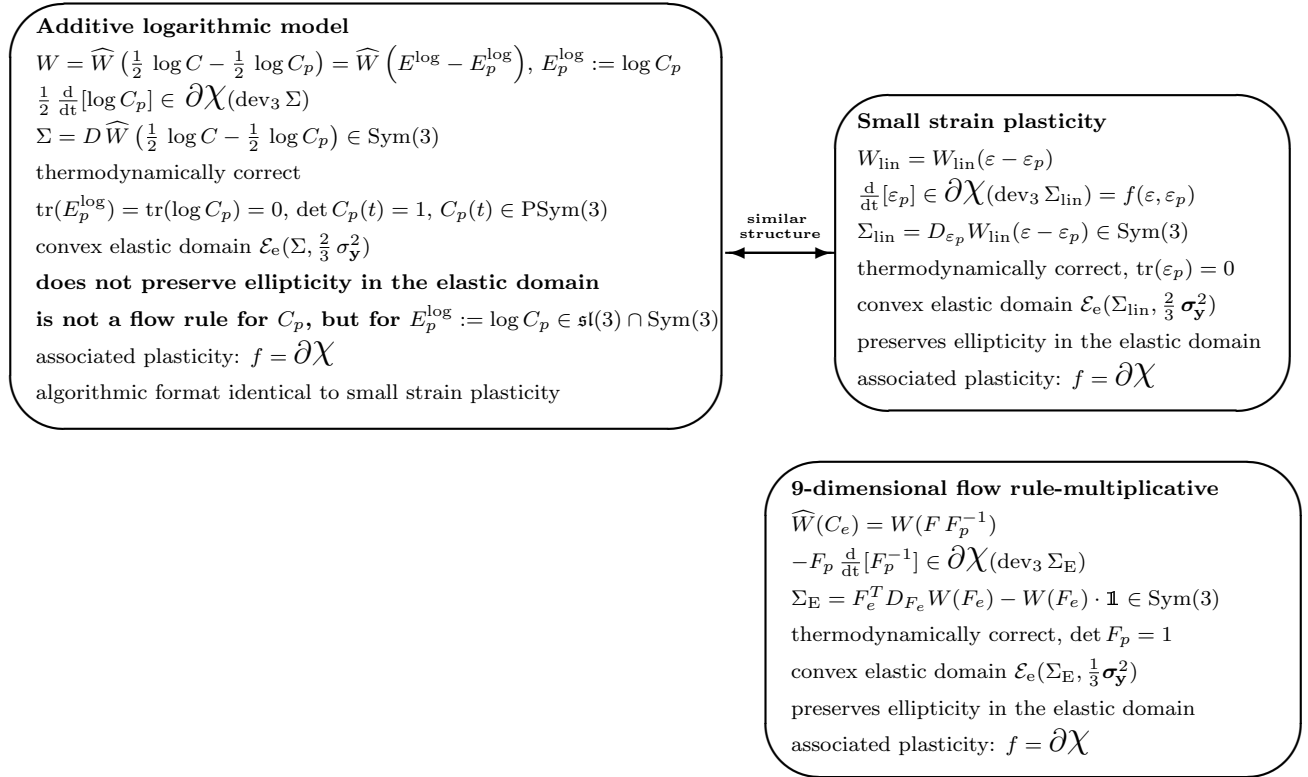 Additive logarithmic model
W = Ŵ (½ log C − ½ log C_p) = Ŵ (E^log − E_p^log), E_p^log := log C_p
½ d/dt [log C_p] ∈ ∂χ(dev₃ Σ)
Σ = D Ŵ (½ log C − ½ log C_p) ∈ Sym(3)
thermodynamically correct
tr(E_p^log) = tr(log C_p) = 0, det C_p(t) = 1, C_p(t) ∈ PSym(3)
convex elastic domain ℰ_e(Σ, ⅔ σ_y²)
does not preserve ellipticity in the elastic domain
is not a flow rule for C_p, but for E_p^log := log C_p ∈ 𝔰𝔩(3) ∩ Sym(3)
associated plasticity: f = ∂χ
algorithmic format identical to small strain plasticity
similar
structure
Small strain plasticity
W_lin = W_lin(ε − ε_p)
d/dt [ε_p] ∈ ∂χ(dev₃ Σ_lin) = f(ε, ε_p)
Σ_lin = D_{ε_p} W_lin(ε − ε_p) ∈ Sym(3)
thermodynamically correct, tr(ε_p) = 0
convex elastic domain ℰ_e(Σ_lin, ⅔ σ_y²)
preserves ellipticity in the elastic domain
associated plasticity: f = ∂χ
9-dimensional flow rule-multiplicative
Ŵ(C_e) = W(F F_p⁻¹)
−F_p d/dt [F_p⁻¹] ∈ ∂χ(dev₃ Σ_E)
Σ_E = F_e^T D_{F_e} W(F_e) − W(F_e) · 𝟙 ∈ Sym(3)
thermodynamically correct, det F_p = 1
convex elastic domain ℰ_e(Σ_E, ⅓ σ_y²)
preserves ellipticity in the elastic domain
associated plasticity: f = ∂χ